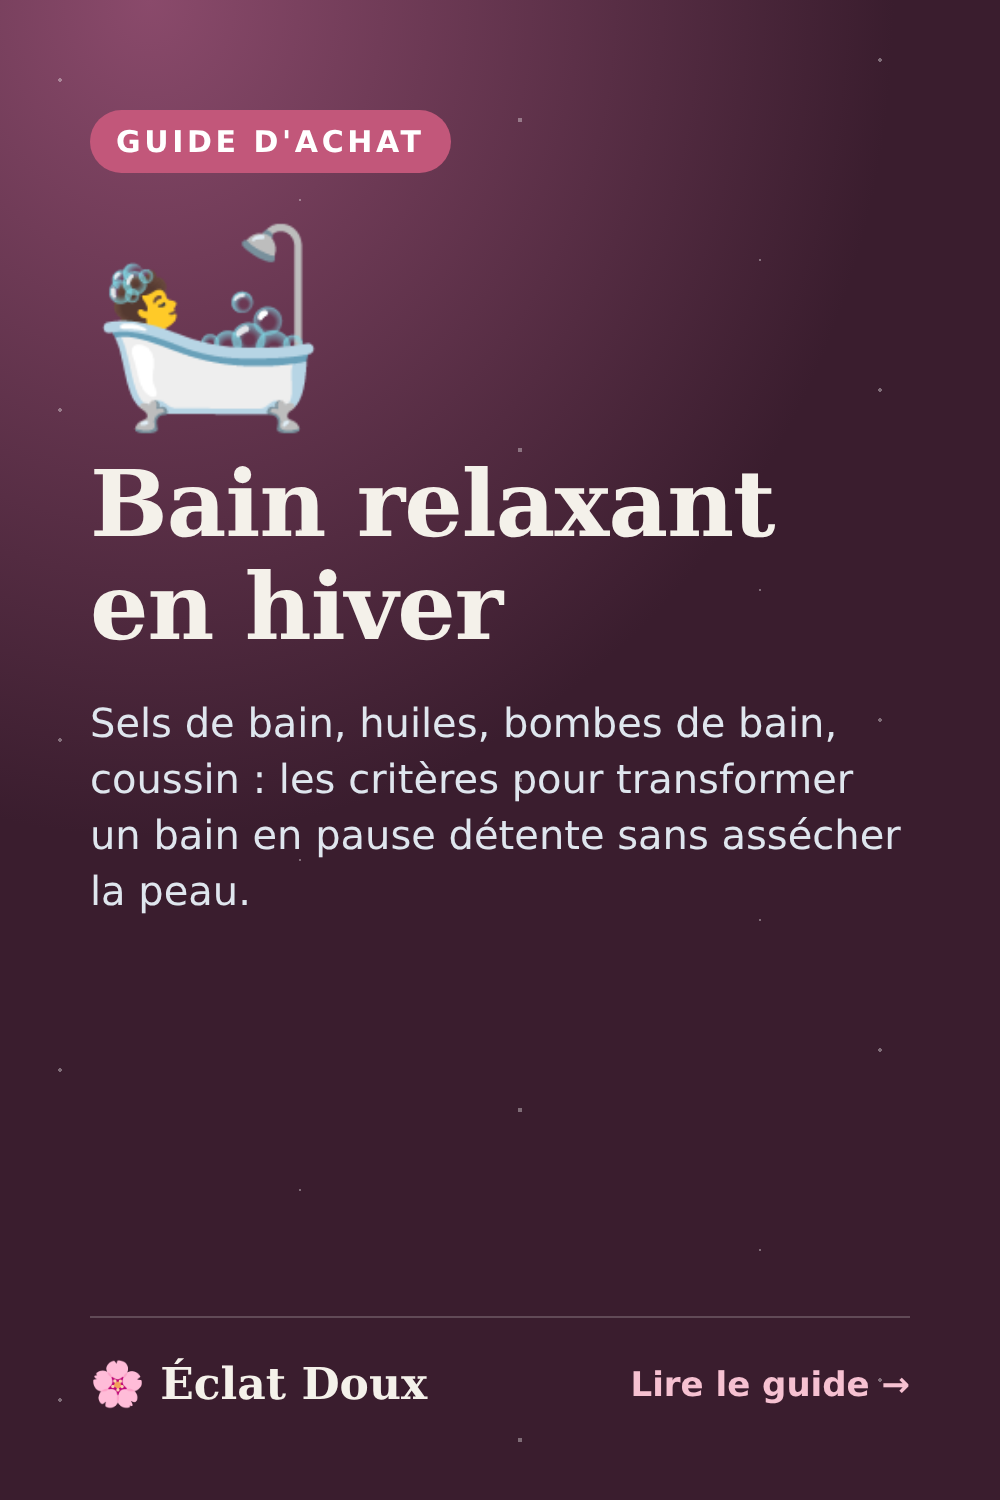 GUIDE D'ACHAT
Bain relaxant
en hiver
Sels de bain, huiles, bombes de bain,
coussin : les critères pour transformer
un bain en pause détente sans assécher
la peau.
Éclat Doux
Lire le guide →